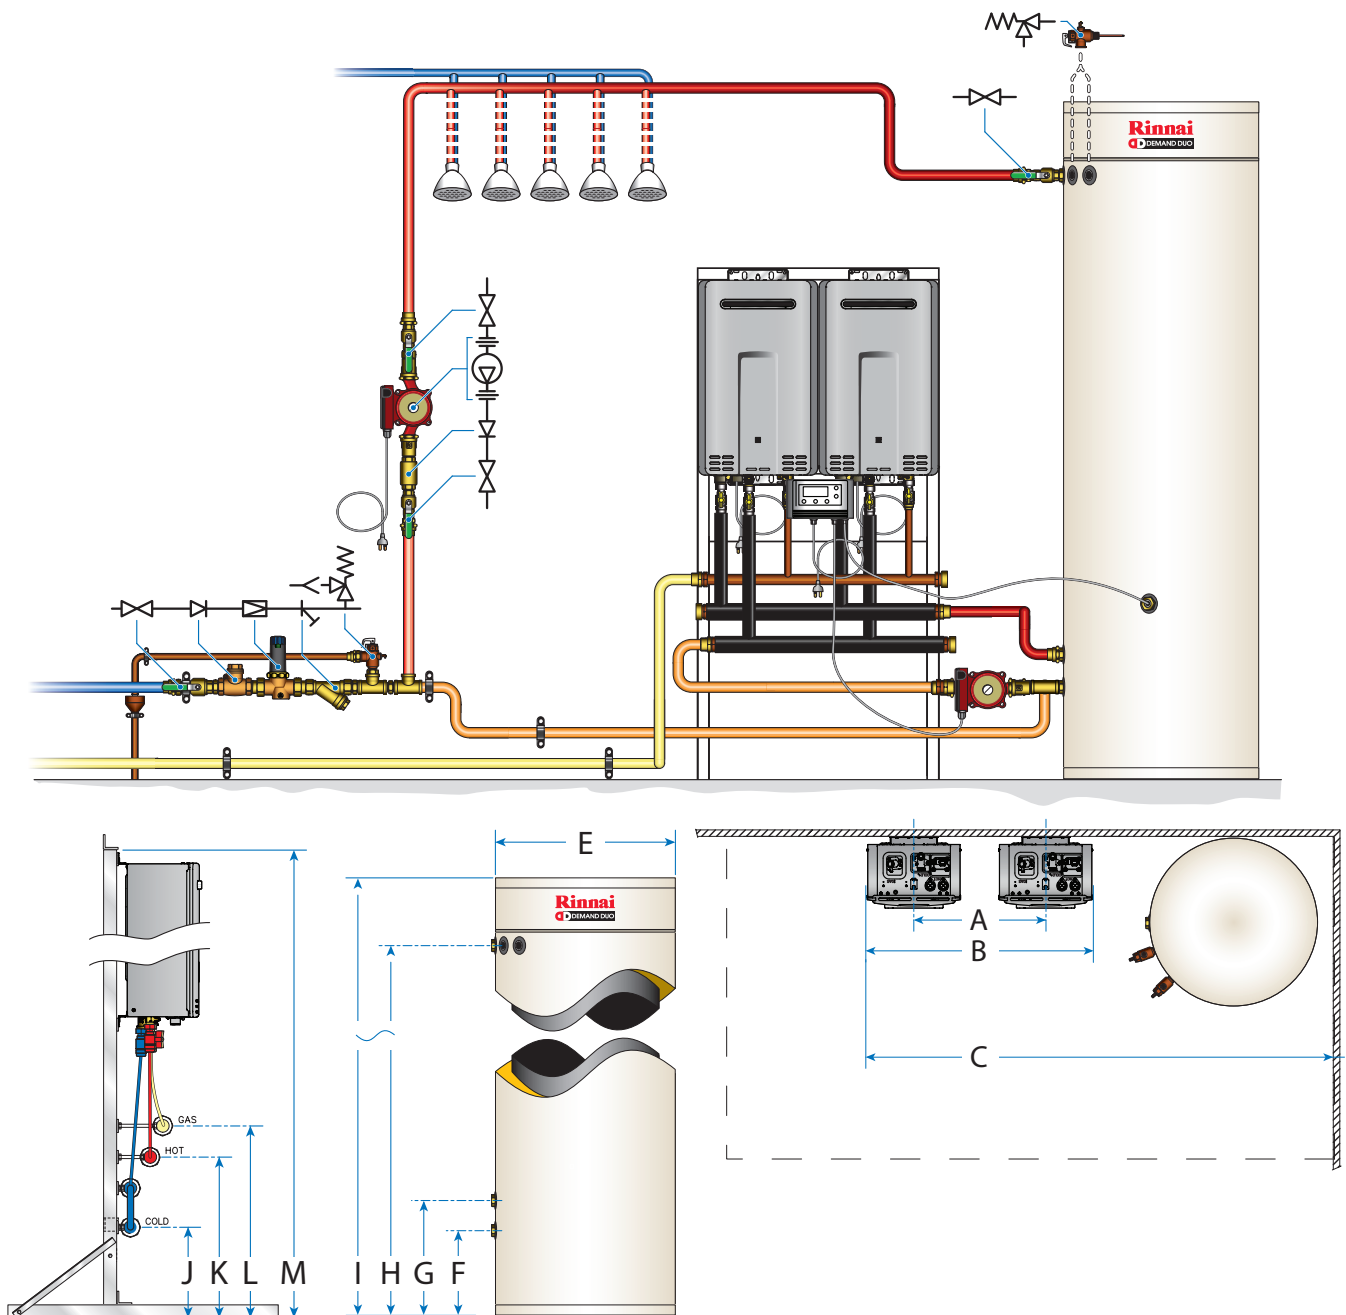 Rinnai
DEMAND DUO
E
Rinnai
DEMAND DUO
A
B
C
GAS
HOT
COLD
J K L M I H G F